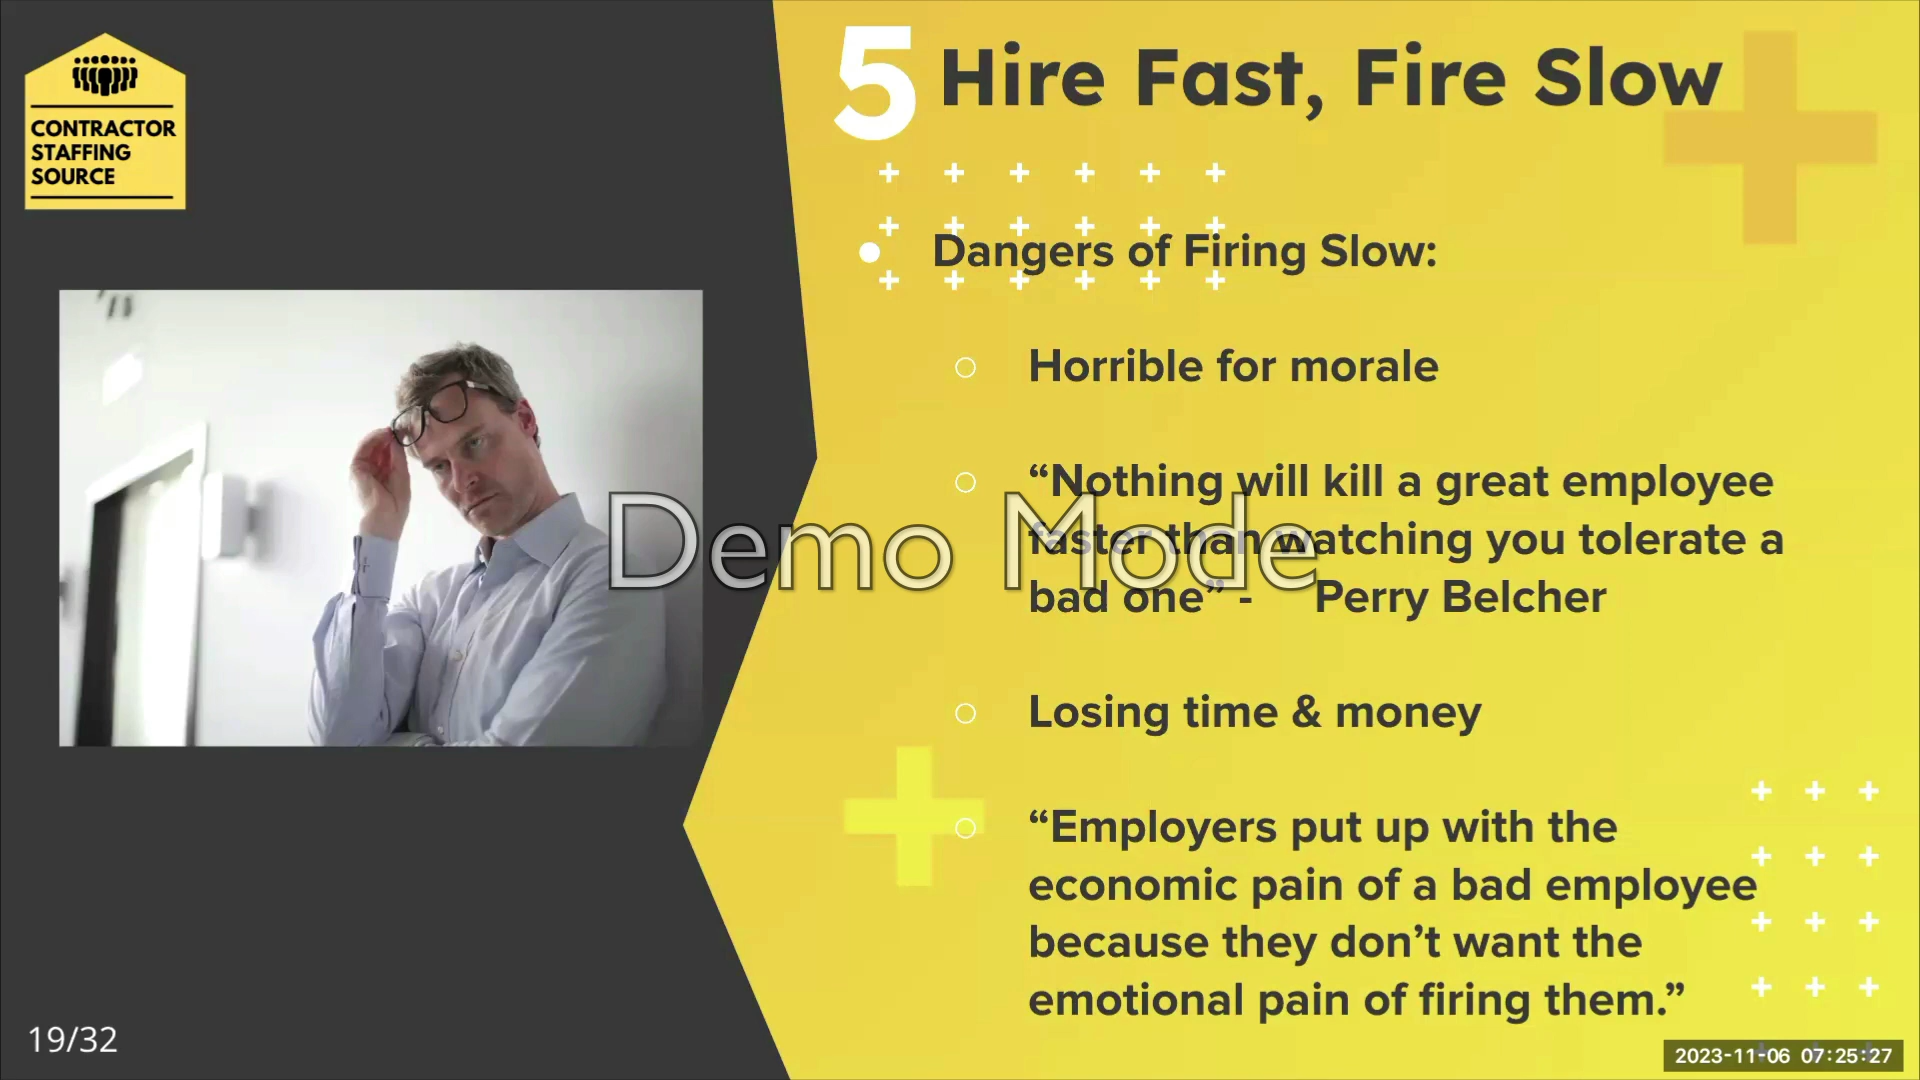 CONTRACTOR
STAFFING
SOURCE
5 Hire Fast, Fire Slow
Dangers of Firing Slow:
Horrible for morale
“Nothing will kill a great employee
faster than watching you tolerate a
bad one” - Perry Belcher
Losing time & money
“Employers put up with the
economic pain of a bad employee
because they don’t want the
emotional pain of firing them.”
Demo Mode
19/32
2023-11-06 07:25:27